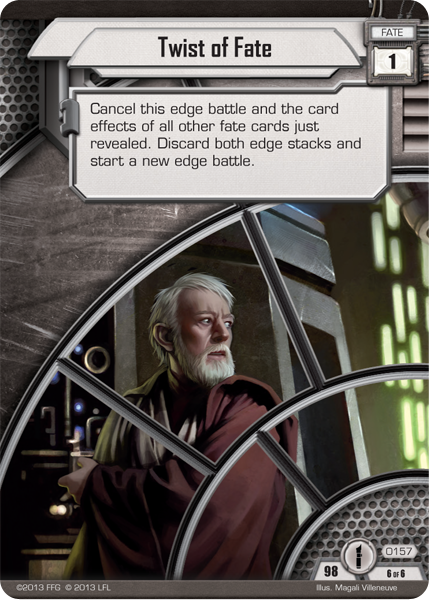 Twist of Fate
FATE
1
Cancel this edge battle and the card
effects of all other fate cards just
revealed. Discard both edge stacks and
start a new edge battle.
0157
98
6 OF 6
©2013 FFG © 2013 LFL
Illus. Magali Villeneuve